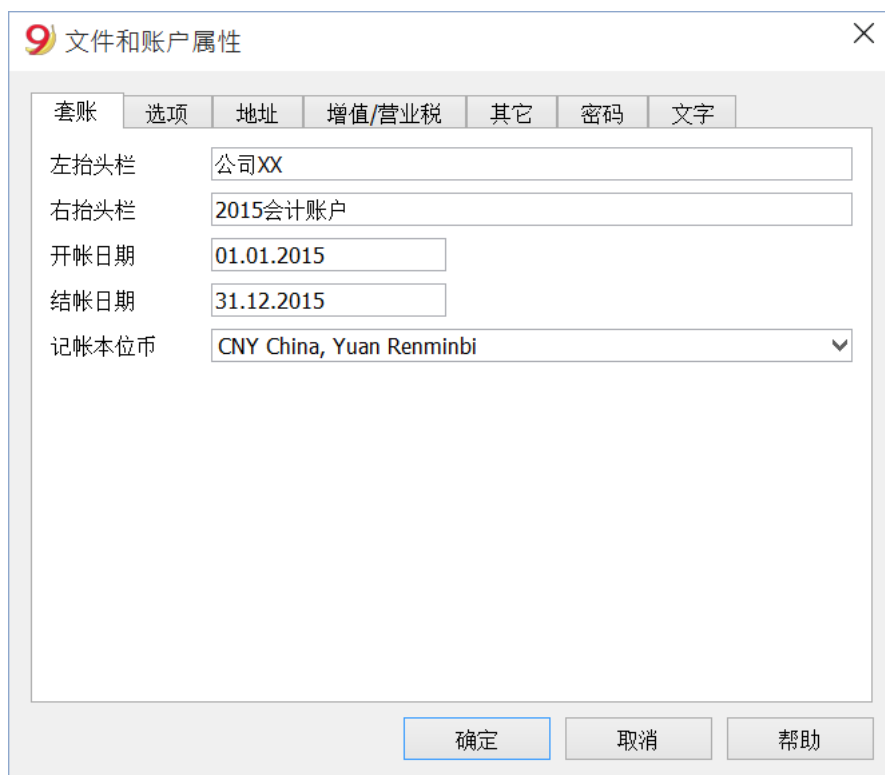 9 文件和账户属性
套账 选项 地址 增值/营业税 其它 密码 文字
左抬头栏 公司XX
右抬头栏 2015会计账户
开帐日期 01.01.2015
结帐日期 31.12.2015
记帐本位币 CNY China, Yuan Renminbi
确定 取消 帮助